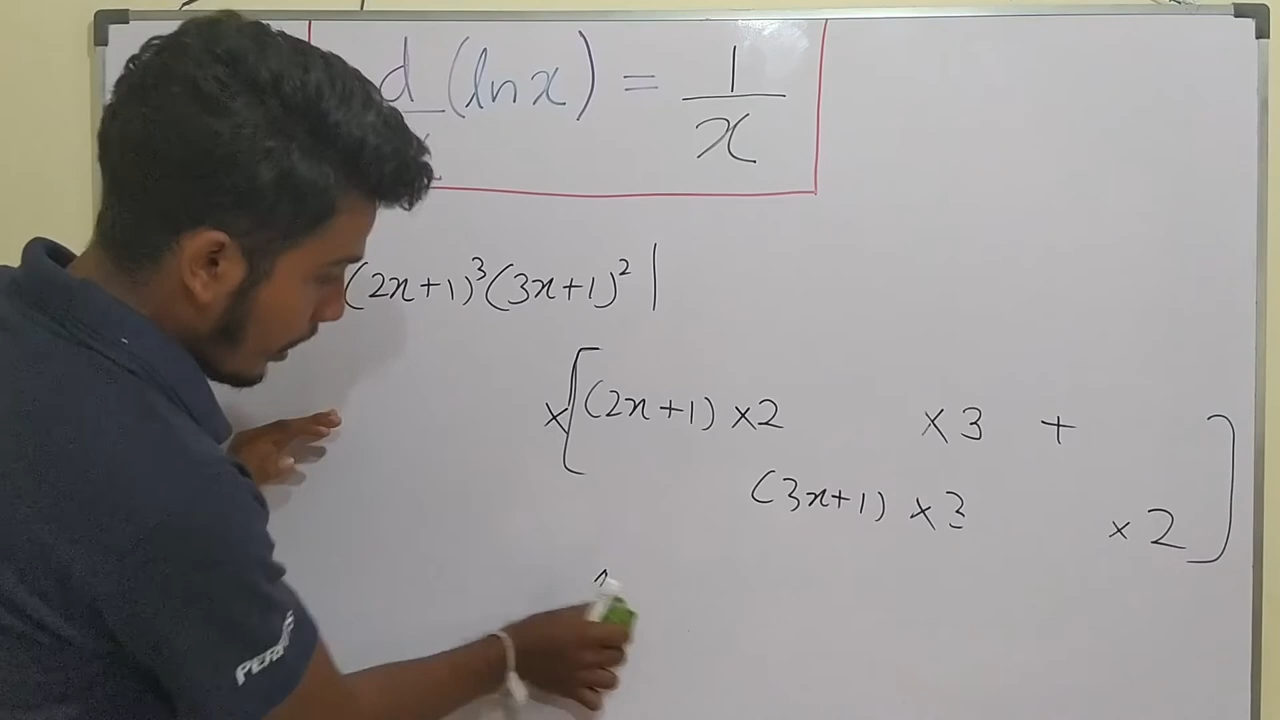 d (ln x) = 1
x
(2x+1)³(3x+1)² |
×[(2x+1) ×2 ×3 +
(3x+1) ×3 ×2 ]